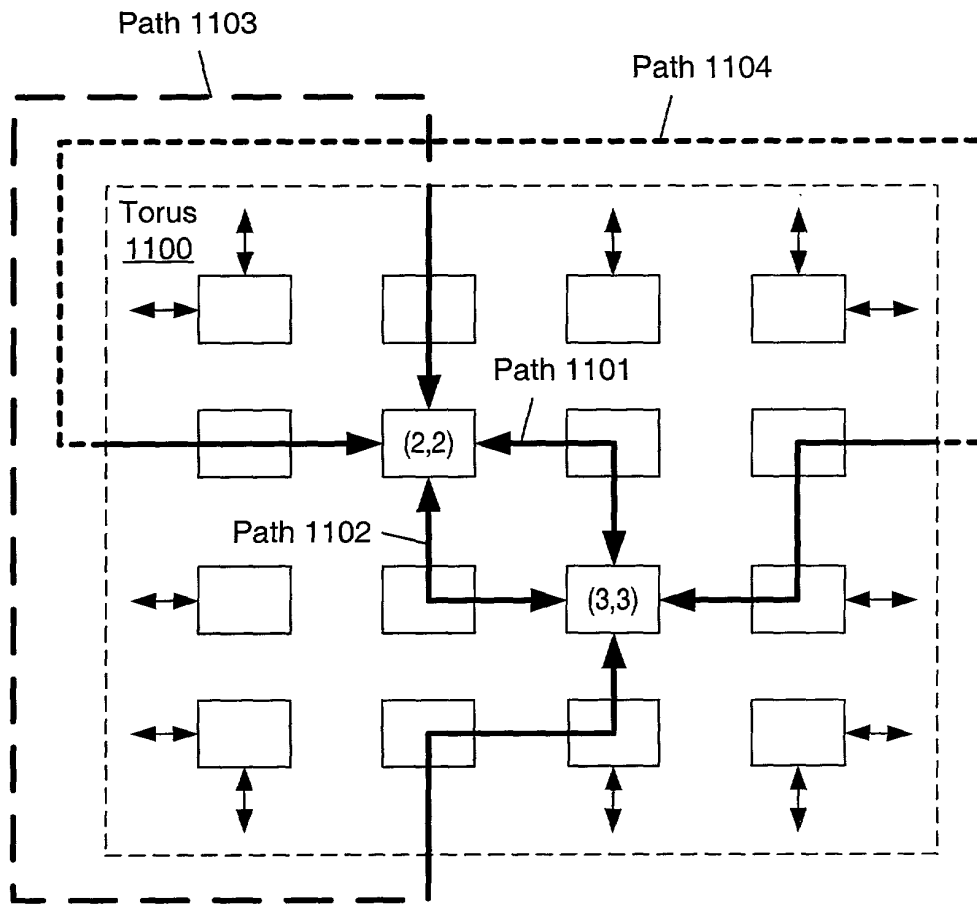 Path 1103
Path 1104
Torus
1100
Path 1101
(2,2)
Path 1102
(3,3)